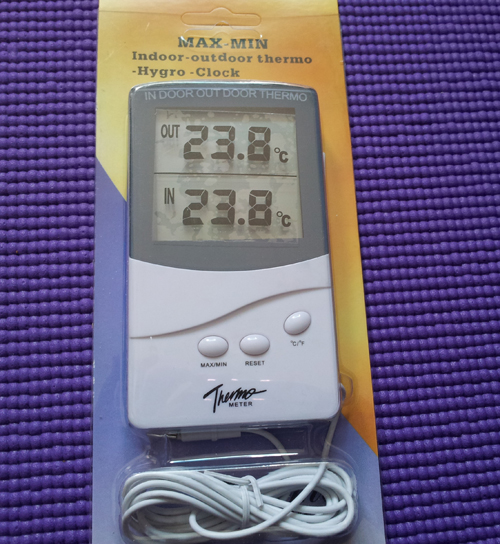 MAX-MIN
Indoor-outdoor thermo
-Hygro -Clock
IN DOOR OUT DOOR THERMO
OUT 23.8 °C
IN 23.8 °C
°C/°F
MAX/MIN RESET
Thermo
METER